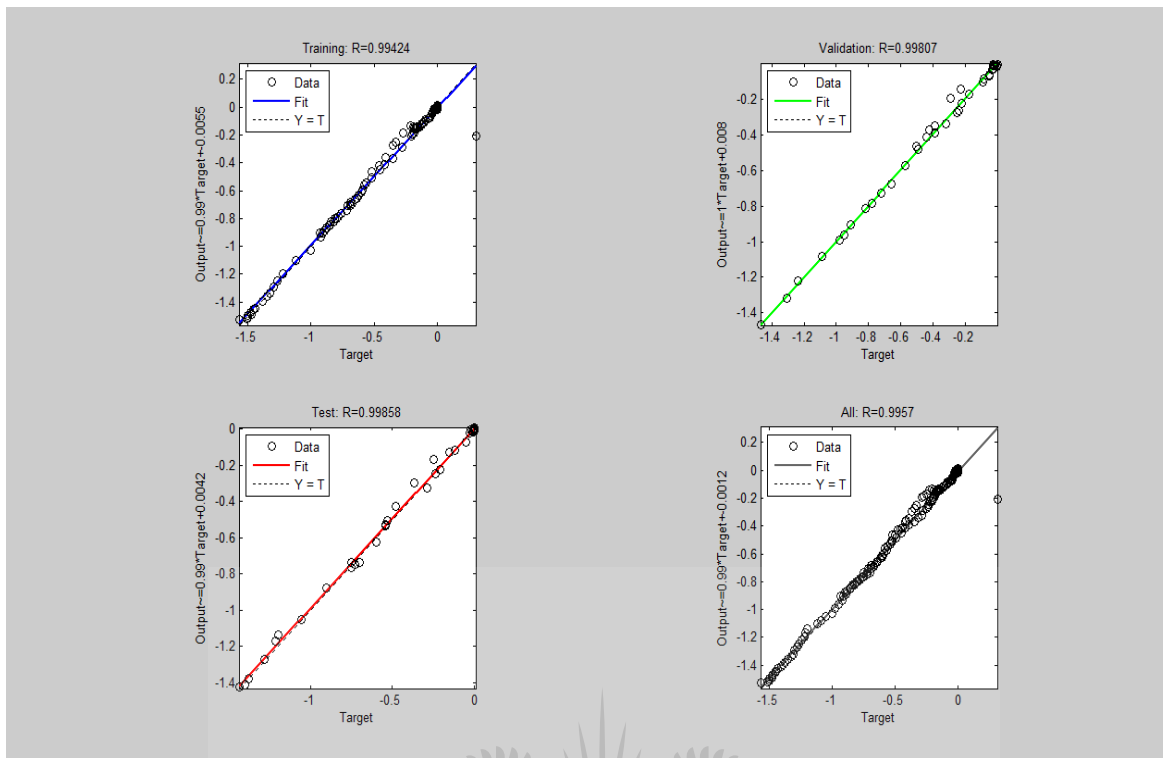 Training: R=0.99424
Output~=0.99*Target+-0.0055
0.2
0
-0.2
-0.4
-0.6
-0.8
-1
-1.2
-1.4
Data
Fit
Y = T
-1.5
-1
-0.5
0
Target
Validation: R=0.99807
Output~=1*Target+0.008
-0.2
-0.4
-0.6
-0.8
-1
-1.2
-1.4
Data
Fit
Y = T
-1.4
-1.2
-1
-0.8
-0.6
-0.4
-0.2
Target
Test: R=0.99858
Output~=0.99*Target+0.0042
0
-0.2
-0.4
-0.6
-0.8
-1
-1.2
-1.4
Data
Fit
Y = T
-1
-0.5
0
Target
All: R=0.9957
Output~=0.99*Target+-0.0012
0.2
0
-0.2
-0.4
-0.6
-0.8
-1
-1.2
-1.4
Data
Fit
Y = T
-1.5
-1
-0.5
0
Target